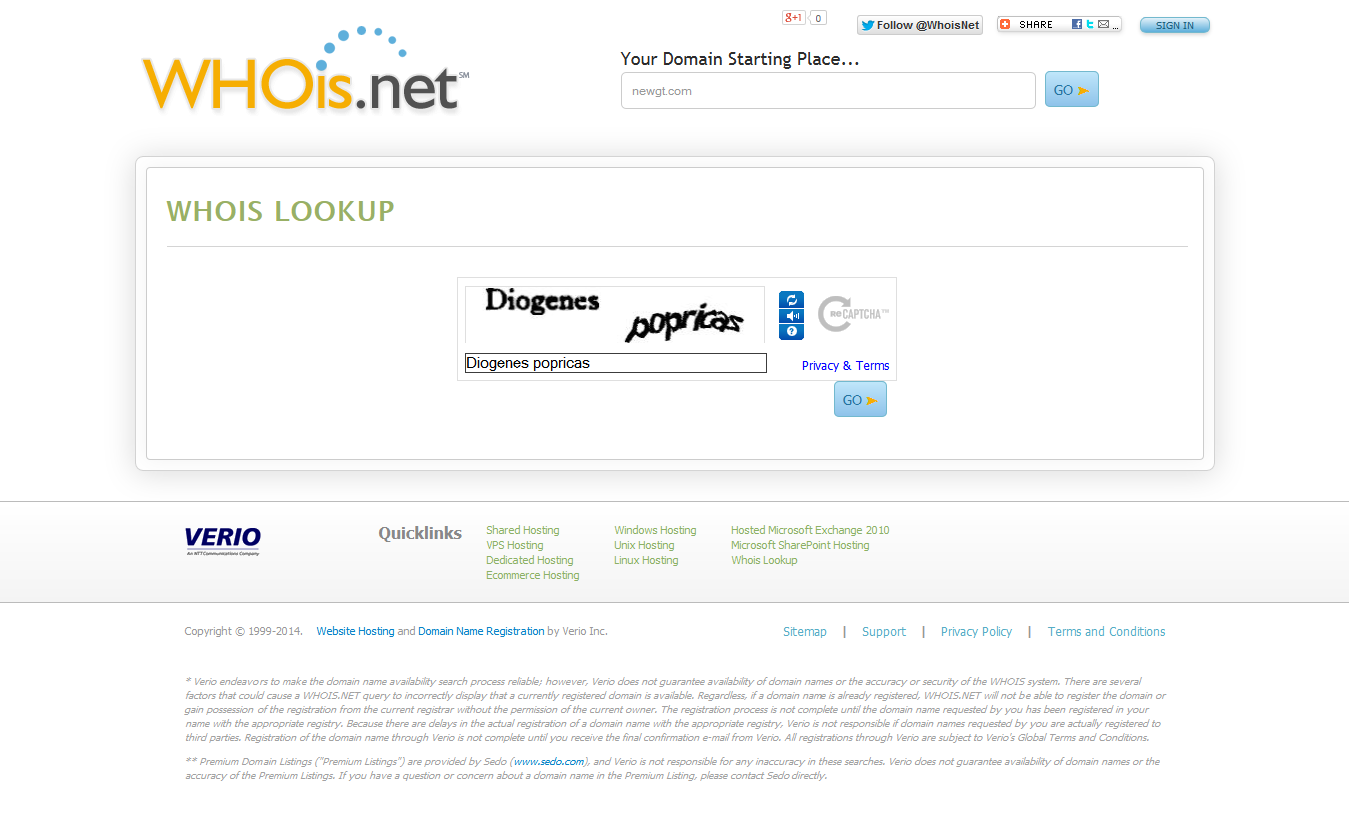 g+1 0
Follow @WhoisNet
SHARE ...
SIGN IN
WHOis.net SM
Your Domain Starting Place...
newgt.com
GO
WHOIS LOOKUP
Diogenes popricas
reCAPTCHA™
Diogenes popricas
Privacy & Terms
GO
VERIO
An NTT Communications Company
Quicklinks
Shared Hosting
VPS Hosting
Dedicated Hosting
Ecommerce Hosting
Windows Hosting
Unix Hosting
Linux Hosting
Hosted Microsoft Exchange 2010
Microsoft SharePoint Hosting
Whois Lookup
Copyright © 1999-2014. Website Hosting and Domain Name Registration by Verio Inc.
Sitemap | Support | Privacy Policy | Terms and Conditions
* Verio endeavors to make the domain name availability search process reliable; however, Verio does not guarantee availability of domain names or the accuracy or security of the WHOIS system. There are several
factors that could cause a WHOIS.NET query to incorrectly display that a currently registered domain is available. Regardless, if a domain name is already registered, WHOIS.NET will not be able to register the domain or
gain possession of the registration from the current registrar without the permission of the current owner. The registration process is not complete until the domain name requested by you has been registered in your
name with the appropriate registry. Because there are delays in the actual registration of a domain name with the appropriate registry, Verio is not responsible if domain names requested by you are actually registered to
third parties. Registration of the domain name through Verio is not complete until you receive the final confirmation e-mail from Verio. All registrations through Verio are subject to Verio's Global Terms and Conditions.
** Premium Domain Listings ("Premium Listings") are provided by Sedo (www.sedo.com), and Verio is not responsible for any inaccuracy in these searches. Verio does not guarantee availability of domain names or the
accuracy of the Premium Listings. If you have a question or concern about a domain name in the Premium Listing, please contact Sedo directly.